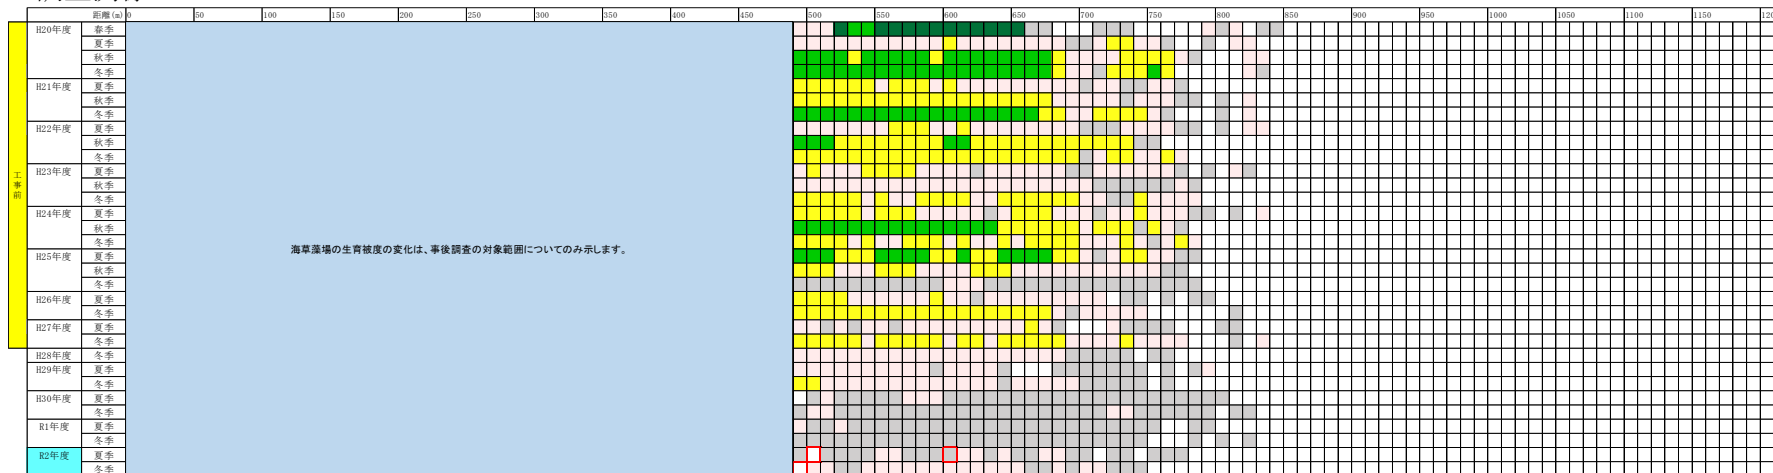 距離(m) 0 50 100 150 200 250 300 350 400 450 500 550 600 650 700 750 800 850 900 950 1000 1050 1100 1150
工事前
H20年度 春季
夏季
秋季
冬季
H21年度 夏季
秋季
冬季
H22年度 夏季
秋季
冬季
H23年度 夏季
秋季
冬季
H24年度 夏季
秋季
冬季
海草藻場の生育被度の変化は、事後調査の対象範囲についてのみ示します。
H25年度 夏季
秋季
冬季
H26年度 夏季
冬季
H27年度 夏季
冬季
H28年度 冬季
H29年度 夏季
冬季
H30年度 夏季
冬季
R1年度 夏季
冬季
R2年度 夏季
冬季